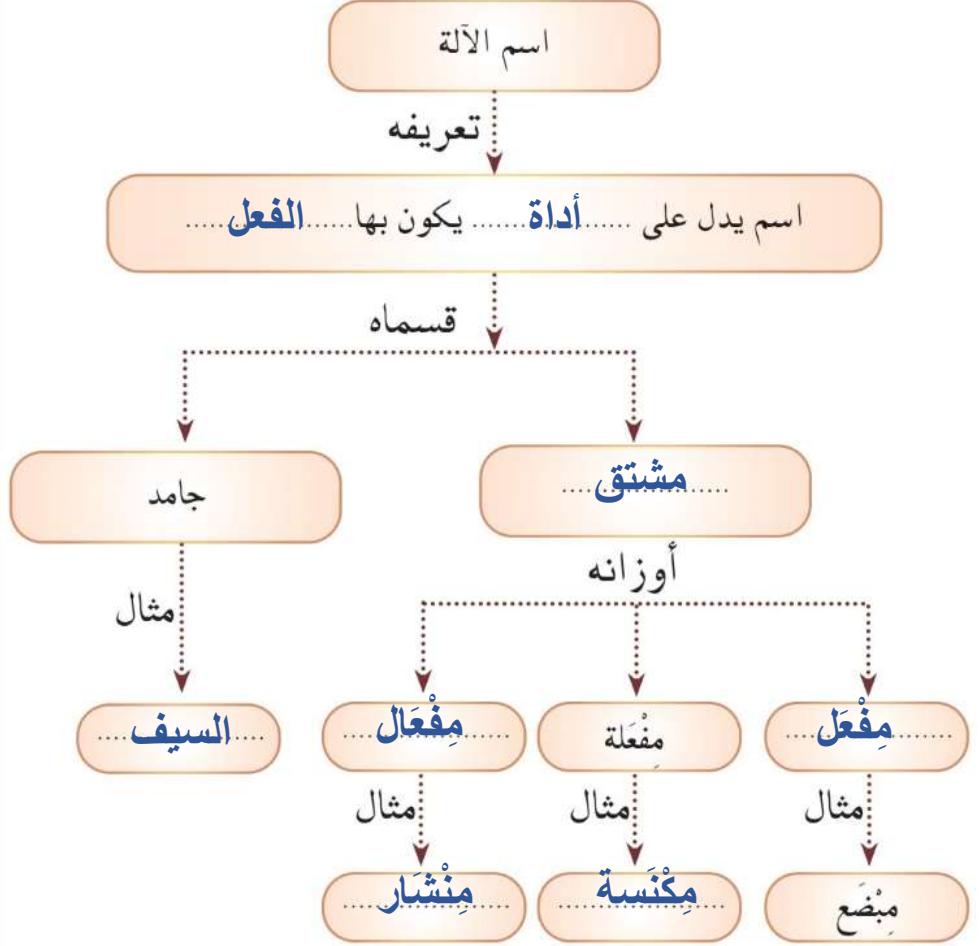 اسم الآلة
تعريفه
اسم يدل على ......أداة...... يكون بها......الفعل......
قسماه
مشتق
جامد
أوزانه
مثال
مِفْعَل
مِفْعَلة
مِفْعَال
السيف
مثال
مثال
مثال
مِبْضَع
مِكْنَسة
مِنْشَار